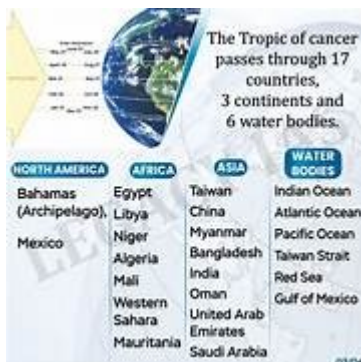 The Tropic of cancer
passes through 17
countries,
3 continents and
6 water bodies.
NORTH AMERICA
Bahamas
(Archipelago),
Mexico
AFRICA
Egypt
Libya
Niger
Algeria
Mali
Western
Sahara
Mauritania
ASIA
Taiwan
China
Myanmar
Bangladesh
India
Oman
United Arab
Emirates
Saudi Arabia
WATER
BODIES
Indian Ocean
Atlantic Ocean
Pacific Ocean
Taiwan Strait
Red Sea
Gulf of Mexico